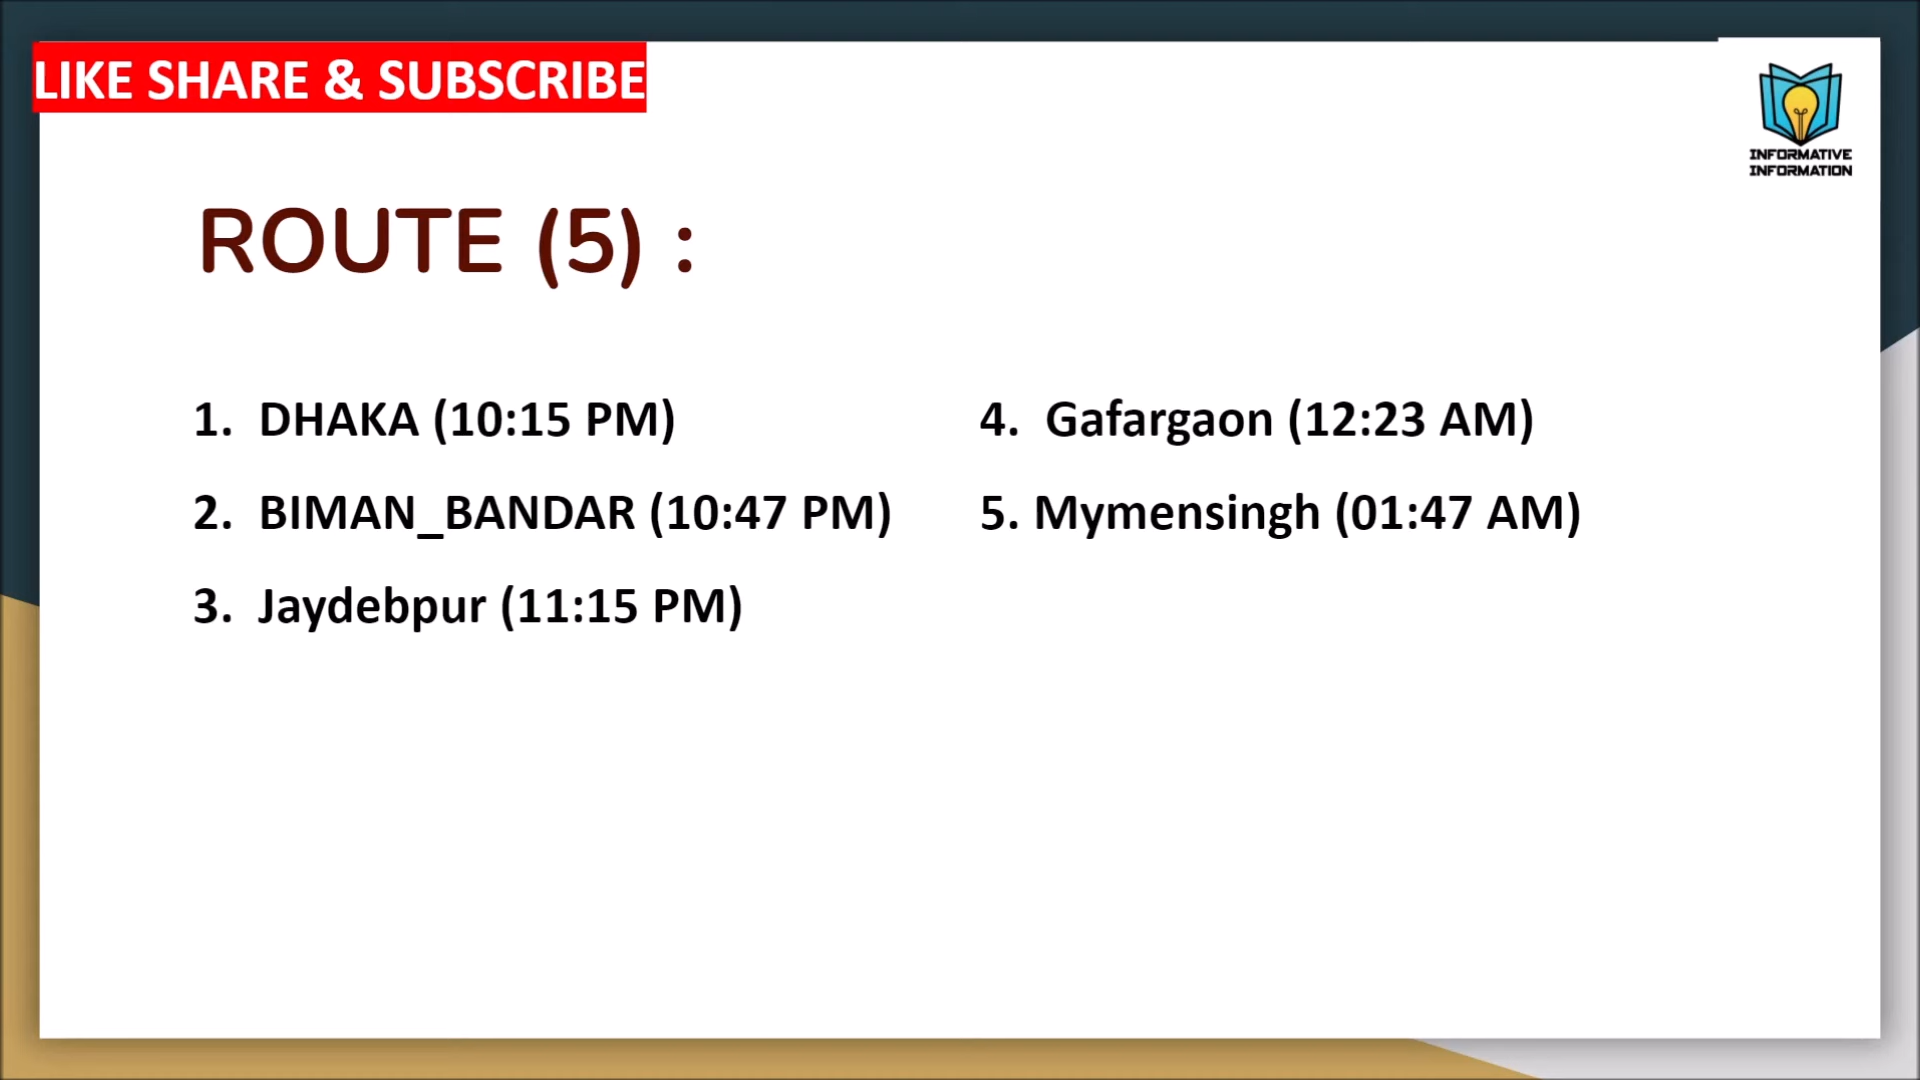 LIKE SHARE & SUBSCRIBE
INFORMATIVE
INFORMATION
ROUTE (5) :
1. DHAKA (10:15 PM)
2. BIMAN_BANDAR (10:47 PM)
3. Jaydebpur (11:15 PM)
4. Gafargaon (12:23 AM)
5. Mymensingh (01:47 AM)